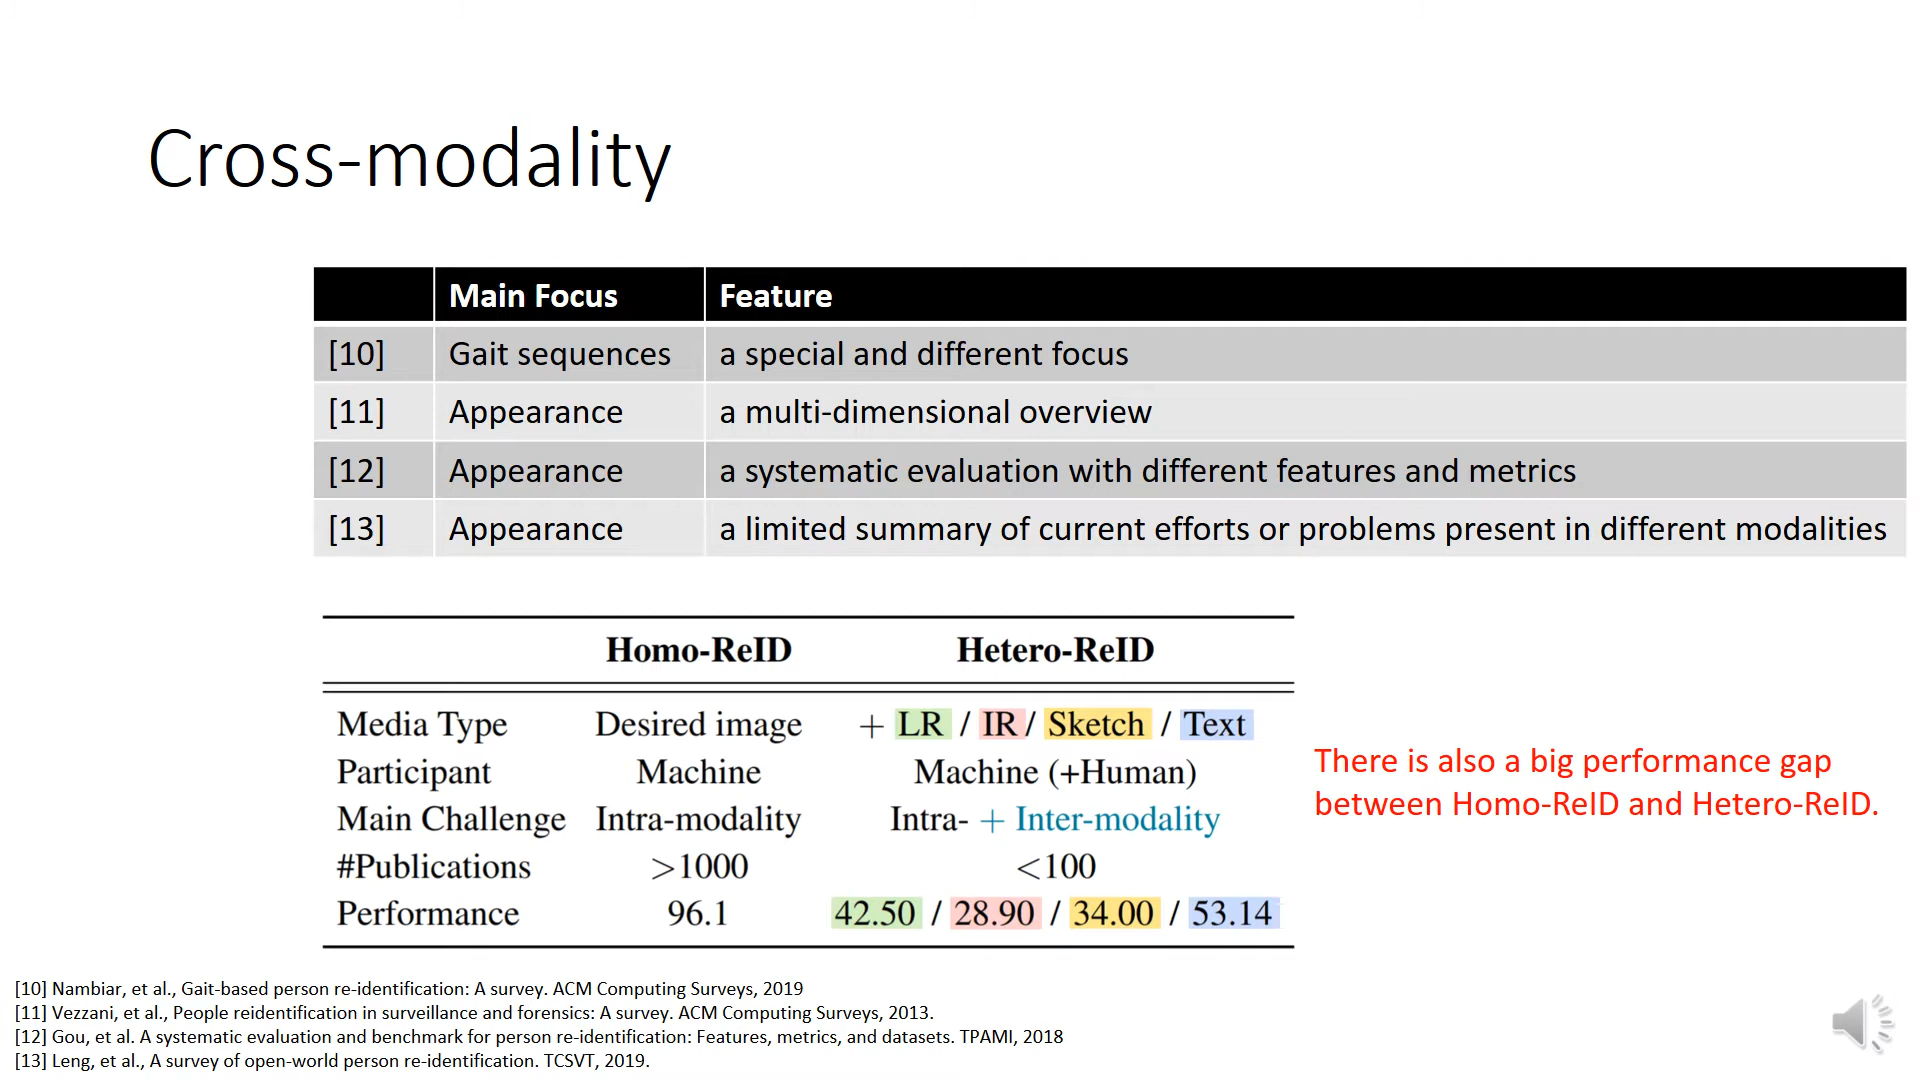 Cross-modality
Main Focus Feature
[10] Gait sequences a special and different focus
[11] Appearance a multi-dimensional overview
[12] Appearance a systematic evaluation with different features and metrics
[13] Appearance a limited summary of current efforts or problems present in different modalities
Homo-ReID Hetero-ReID
Media Type Desired image + LR / IR / Sketch / Text
Participant Machine Machine (+Human)
Main Challenge Intra-modality Intra- + Inter-modality
#Publications >1000 <100
Performance 96.1 42.50 / 28.90 / 34.00 / 53.14
There is also a big performance gap
between Homo-ReID and Hetero-ReID.
[10] Nambiar, et al., Gait-based person re-identification: A survey. ACM Computing Surveys, 2019
[11] Vezzani, et al., People reidentification in surveillance and forensics: A survey. ACM Computing Surveys, 2013.
[12] Gou, et al. A systematic evaluation and benchmark for person re-identification: Features, metrics, and datasets. TPAMI, 2018
[13] Leng, et al., A survey of open-world person re-identification. TCSVT, 2019.